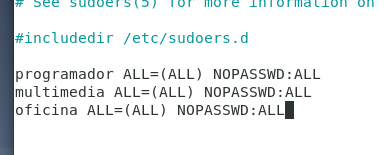 # See sudoers(5) for more information on
#includedir /etc/sudoers.d
programador ALL=(ALL) NOPASSWD:ALL
multimedia ALL=(ALL) NOPASSWD:ALL
oficina ALL=(ALL) NOPASSWD:ALL